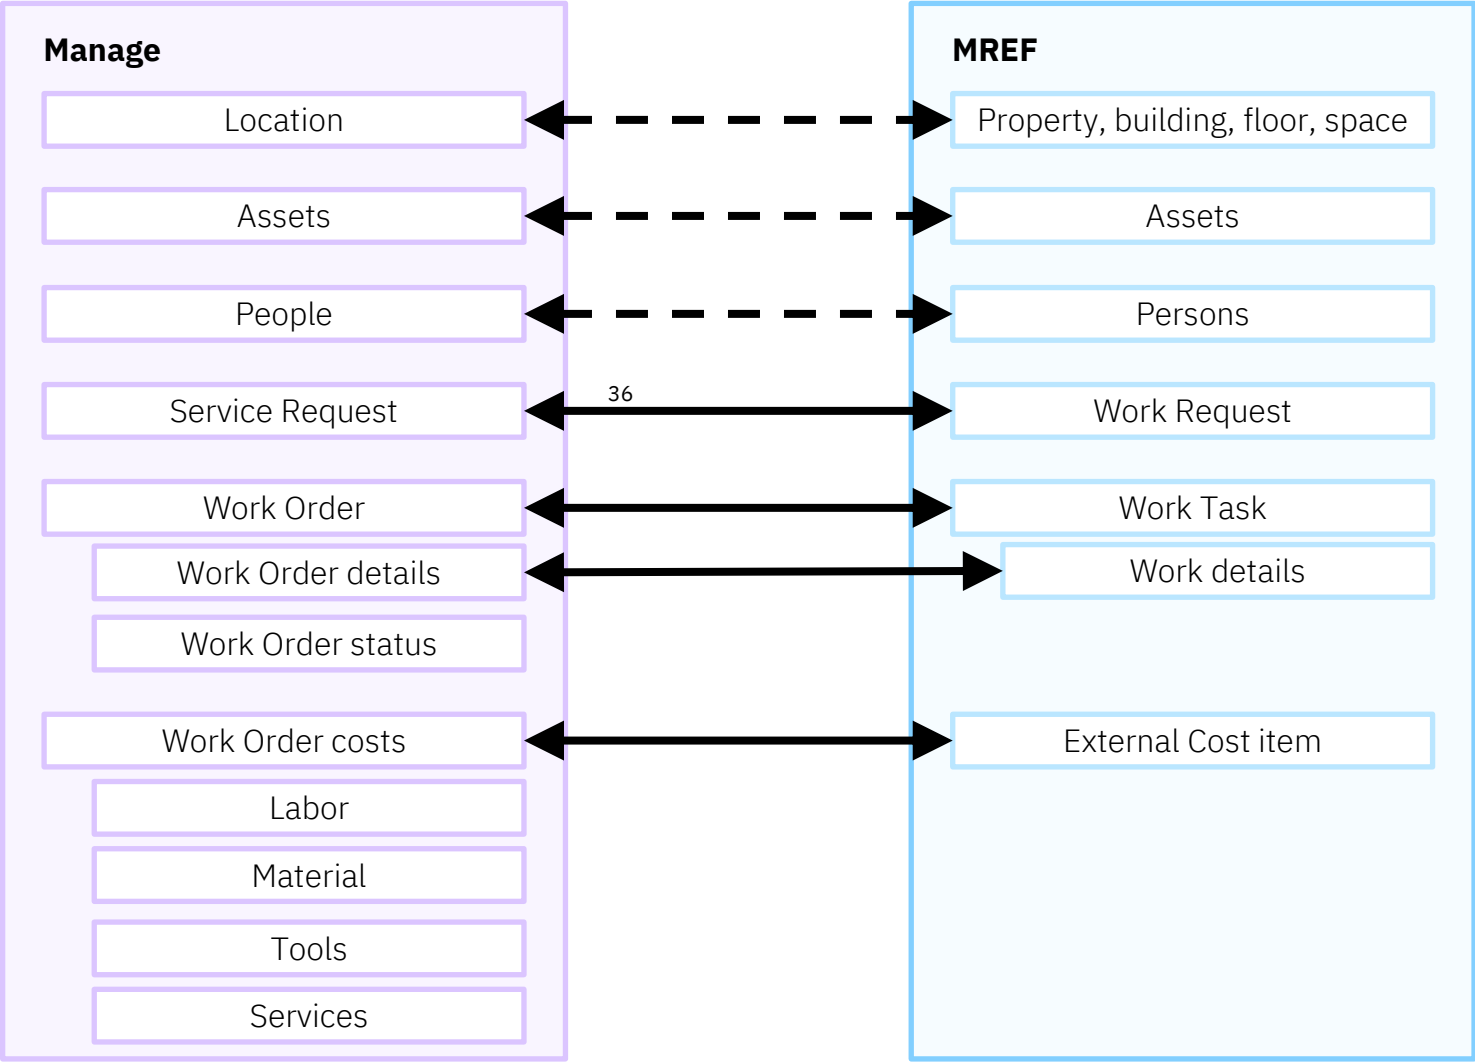 Manage
MREF
Location
Property, building, floor, space
Assets
Assets
People
Persons
36
Service Request
Work Request
Work Order
Work Task
Work Order details
Work details
Work Order status
Work Order costs
External Cost item
Labor
Material
Tools
Services